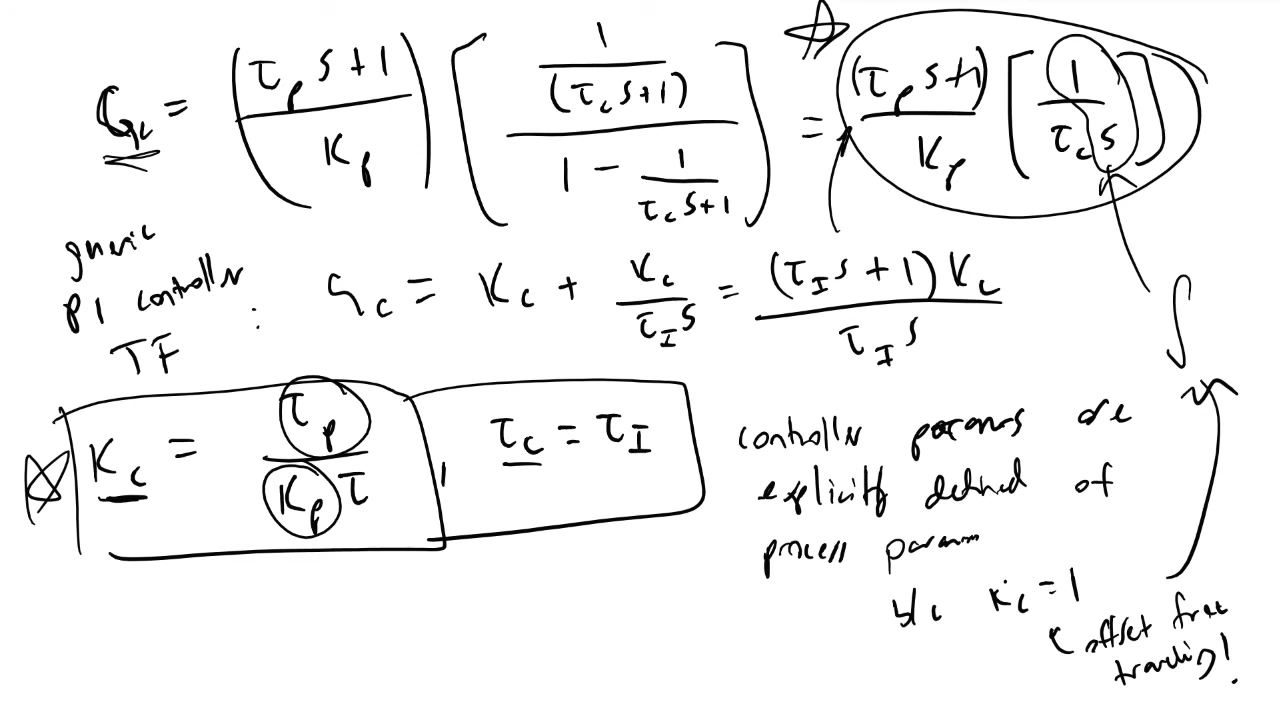 G_c = (τ_p s + 1 / K_p) [ (1 / (τ_c s + 1)) / (1 - 1 / (τ_c s + 1)) ] = (τ_p s + 1) / K_p [ 1 / (τ_c s) ]
generic
PI controller
TF :
G_c = K_c + K_c / (τ_I s) = (τ_I s + 1) K_c / (τ_I s)
∫
K_c = τ_p / (K_p τ) , τ_c = τ_I
controller params are
explicitly defined of
process param
b/c K_c = 1
offset free
tracking!